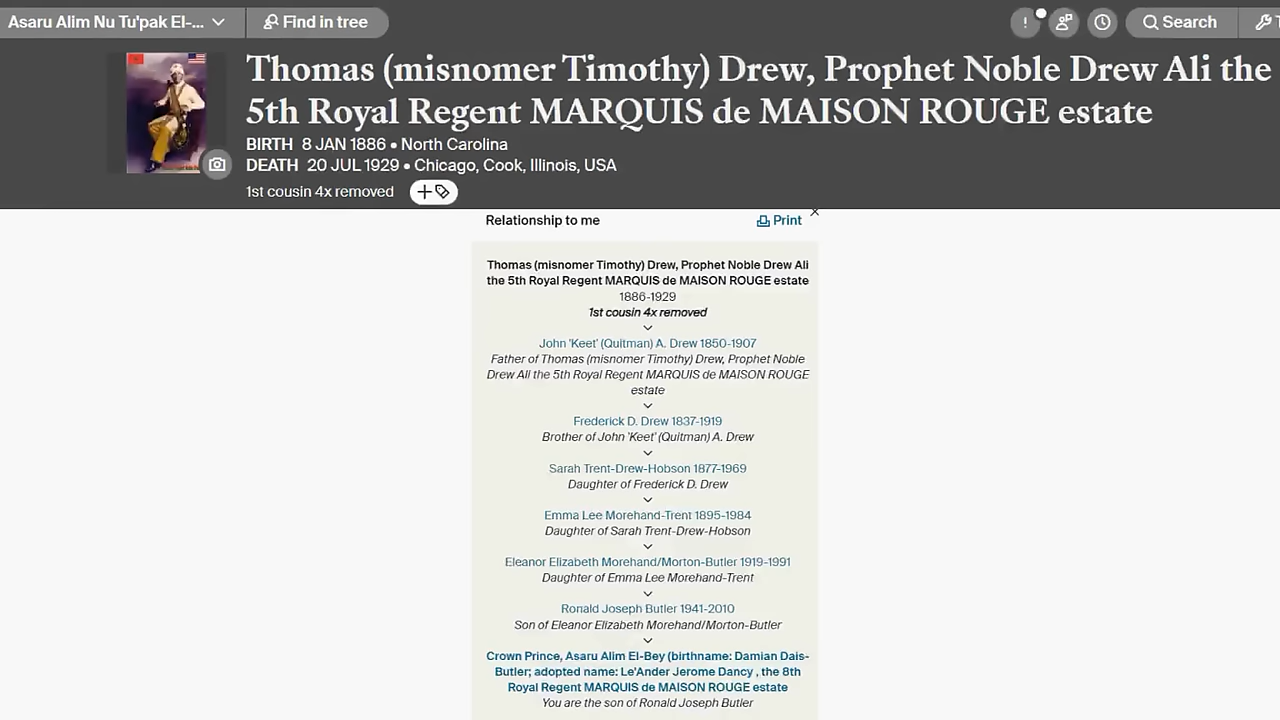 Asaru Alim Nu Tu'pak El-...
Find in tree
Search
Thomas (misnomer Timothy) Drew, Prophet Noble Drew Ali the
5th Royal Regent MARQUIS de MAISON ROUGE estate
BIRTH 8 JAN 1886 • North Carolina
DEATH 20 JUL 1929 • Chicago, Cook, Illinois, USA
1st cousin 4x removed
Relationship to me
Print
Thomas (misnomer Timothy) Drew, Prophet Noble Drew Ali
the 5th Royal Regent MARQUIS de MAISON ROUGE estate
1886-1929
1st cousin 4x removed
John 'Keet' (Quitman) A. Drew 1850-1907
Father of Thomas (misnomer Timothy) Drew, Prophet Noble
Drew Ali the 5th Royal Regent MARQUIS de MAISON ROUGE
estate
Frederick D. Drew 1837-1919
Brother of John 'Keet' (Quitman) A. Drew
Sarah Trent-Drew-Hobson 1877-1969
Daughter of Frederick D. Drew
Emma Lee Morehand-Trent 1895-1984
Daughter of Sarah Trent-Drew-Hobson
Eleanor Elizabeth Morehand/Morton-Butler 1919-1991
Daughter of Emma Lee Morehand-Trent
Ronald Joseph Butler 1941-2010
Son of Eleanor Elizabeth Morehand/Morton-Butler
Crown Prince, Asaru Alim El-Bey (birthname: Damian Dais-
Butler; adopted name: Le'Ander Jerome Dancy , the 8th
Royal Regent MARQUIS de MAISON ROUGE estate
You are the son of Ronald Joseph Butler